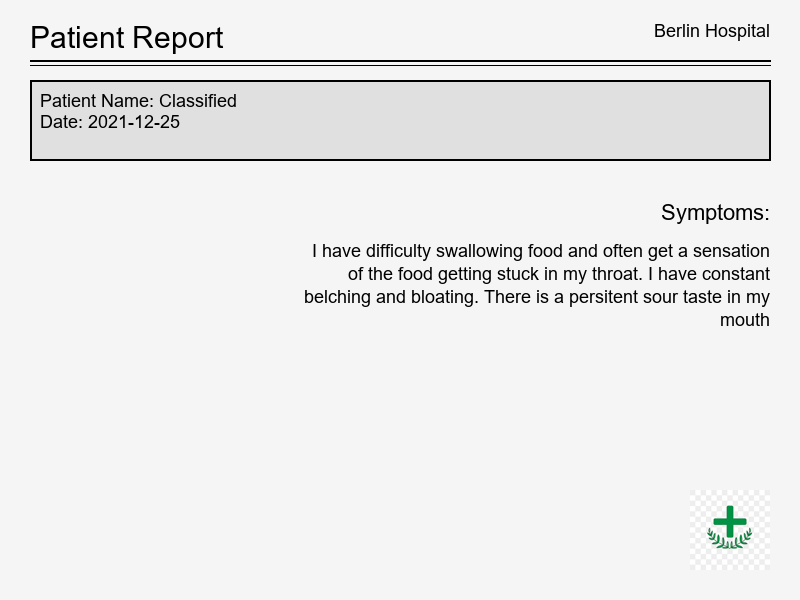 Patient Report
Berlin Hospital
Patient Name: Classified
Date: 2021-12-25
Symptoms:
I have difficulty swallowing food and often get a sensation
of the food getting stuck in my throat. I have constant
belching and bloating. There is a persitent sour taste in my
mouth